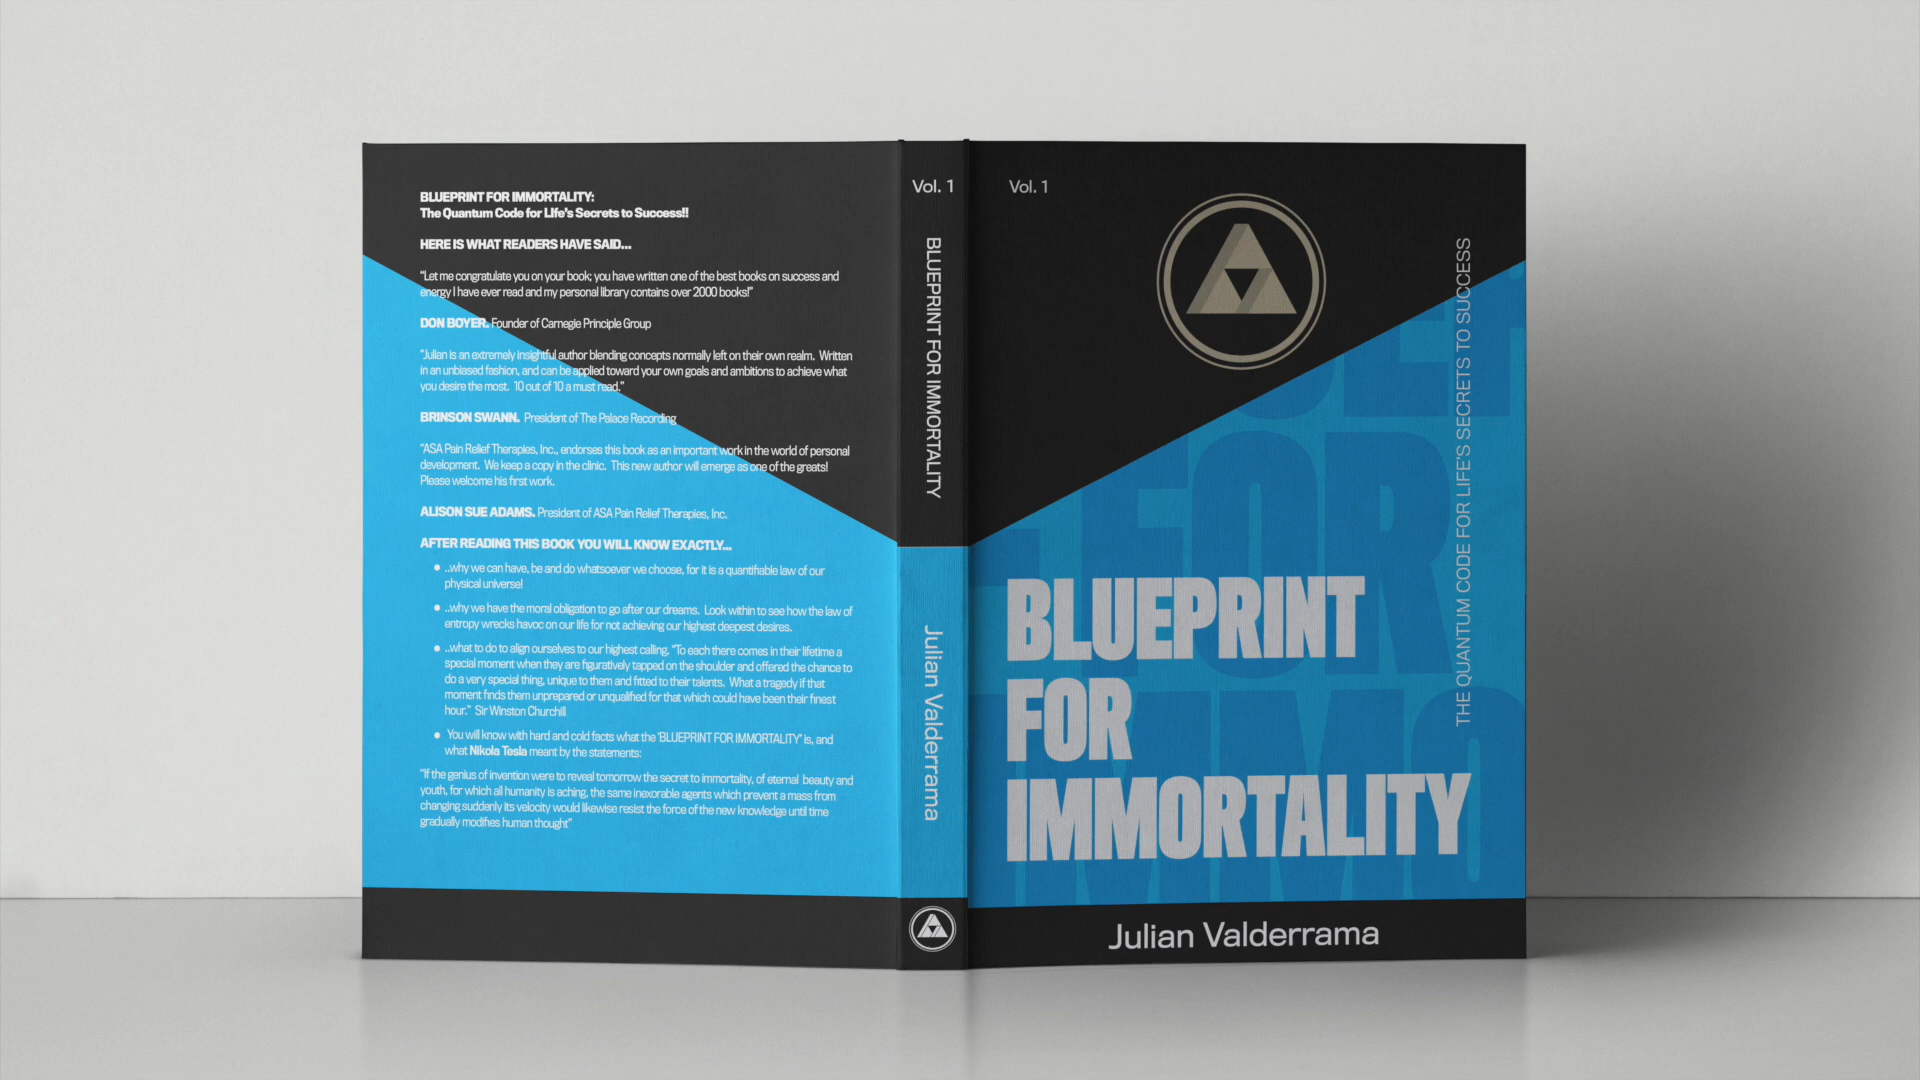 BLUEPRINT FOR IMMORTALITY:
The Quantum Code for LIfe's Secrets to Success!!
HERE IS WHAT READERS HAVE SAID...
"Let me congratulate you on your book; you have written one of the best books on success and
energy I have ever read and my personal library contains over 2000 books!"
DON BOYER. Founder of Carnegie Principle Group
"Julian is an extremely insightful author blending concepts normally left on their own realm. Written
in an unbiased fashion, and can be applied toward your own goals and ambitions to achieve what
you desire the most. 10 out of 10 a must read."
BRINSON SWANN. President of The Palace Recording
"ASA Pain Relief Therapies, Inc., endorses this book as an important work in the world of personal
development. We keep a copy in the clinic. This new author will emerge as one of the greats!
Please welcome his first work.
ALISON SUE ADAMS. President of ASA Pain Relief Therapies, Inc.
AFTER READING THIS BOOK YOU WILL KNOW EXACTLY...
• ..why we can have, be and do whatsoever we choose, for it is a quantifiable law of our
physical universe!
• ..why we have the moral obligation to go after our dreams. Look within to see how the law of
entropy wrecks havoc on our life for not achieving our highest deepest desires.
• ..what to do to align ourselves to our highest calling. "To each there comes in their lifetime a
special moment when they are figuratively tapped on the shoulder and offered the chance to
do a very special thing, unique to them and fitted to their talents. What a tragedy if that
moment finds them unprepared or unqualified for that which could have been their finest
hour." Sir Winston Churchill
• You will know with hard and cold facts what the 'BLUEPRINT FOR IMMORTALITY' is, and
what Nikola Tesla meant by the statements:
"If the genius of invention were to reveal tomorrow the secret to immortality, of eternal beauty and
youth, for which all humanity is aching, the same inexorable agents which prevent a mass from
changing suddenly its velocity would likewise resist the force of the new knowledge until time
gradually modifies human thought"
Vol. 1
BLUEPRINT FOR IMMORTALITY
Julian Valderrama
Vol. 1
THE QUANTUM CODE FOR LIFE'S SECRETS TO SUCCESS
BLUEPRINT
FOR
IMMORTALITY
Julian Valderrama